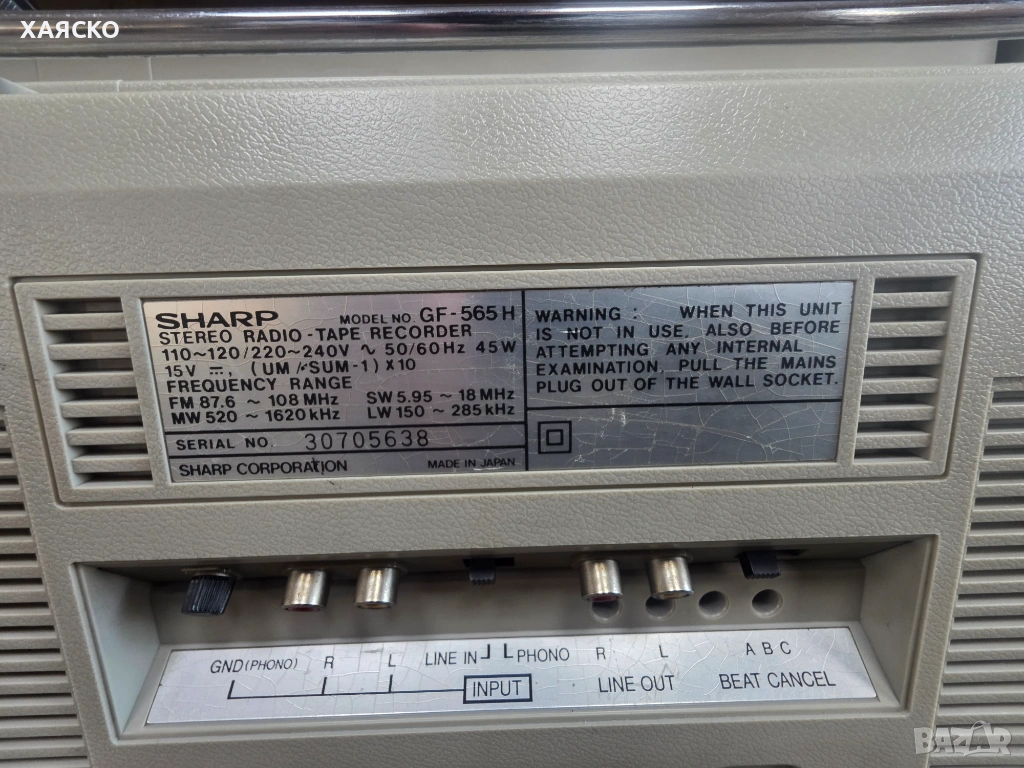 ХАЯСКО
SHARP MODEL NO. GF-565H
STEREO RADIO-TAPE RECORDER
110~120/220~240V ∿ 50/60Hz 45W
15V ⎓, (UM/SUM-1) X 10
FREQUENCY RANGE
FM 87.6 ~ 108 MHz SW 5.95 ~ 18 MHz
MW 520 ~ 1620 kHz LW 150 ~ 285 kHz
SERIAL NO. 30705638
SHARP CORPORATION MADE IN JAPAN
WARNING : WHEN THIS UNIT
IS NOT IN USE, ALSO BEFORE
ATTEMPTING ANY INTERNAL
EXAMINATION, PULL THE MAINS
PLUG OUT OF THE WALL SOCKET.
GND (PHONO) R L LINE IN PHONO R L A B C
INPUT LINE OUT BEAT CANCEL
BAZAR